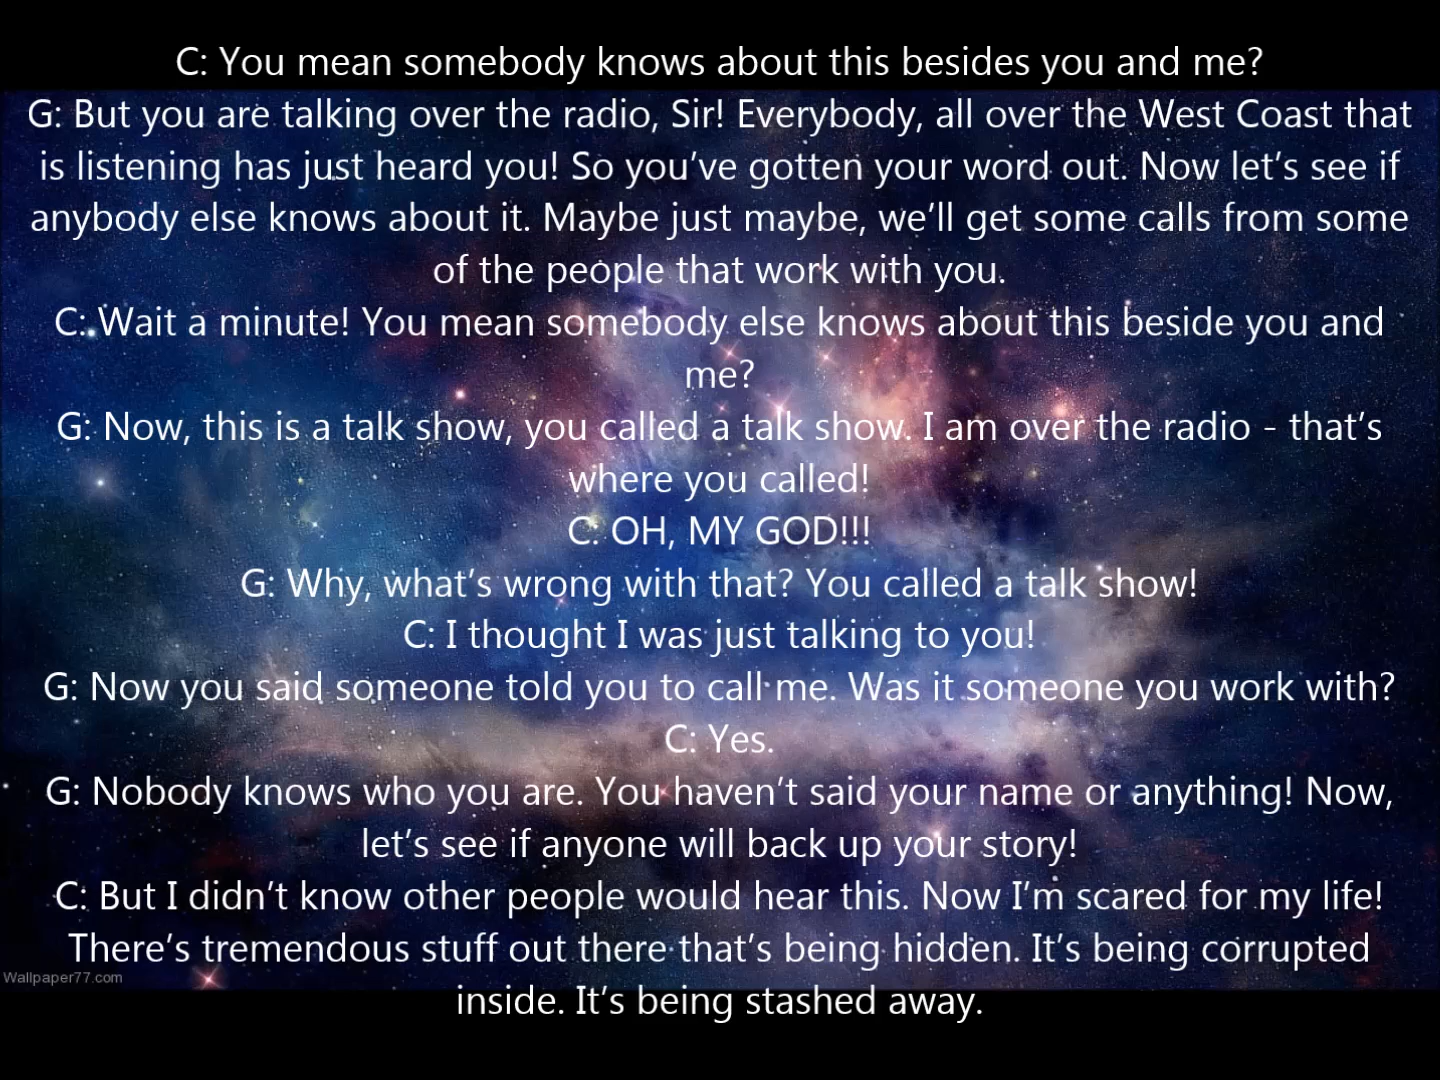 C: You mean somebody knows about this besides you and me?
G: But you are talking over the radio, Sir! Everybody, all over the West Coast that
is listening has just heard you! So you’ve gotten your word out. Now let’s see if
anybody else knows about it. Maybe just maybe, we’ll get some calls from some
of the people that work with you.
C: Wait a minute! You mean somebody else knows about this beside you and
me?
G: Now, this is a talk show, you called a talk show. I am over the radio - that’s
where you called!
C: OH, MY GOD!!!
G: Why, what’s wrong with that? You called a talk show!
C: I thought I was just talking to you!
G: Now you said someone told you to call me. Was it someone you work with?
C: Yes.
G: Nobody knows who you are. You haven’t said your name or anything! Now,
let’s see if anyone will back up your story!
C: But I didn’t know other people would hear this. Now I’m scared for my life!
There’s tremendous stuff out there that’s being hidden. It’s being corrupted
Wallpaper77.com
inside. It’s being stashed away.